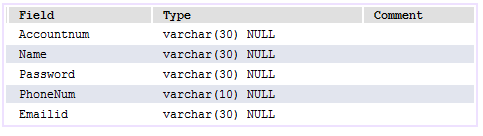 Field Type Comment
Accountnum varchar(30) NULL
Name varchar(30) NULL
Password varchar(30) NULL
PhoneNum varchar(10) NULL
Emailid varchar(30) NULL